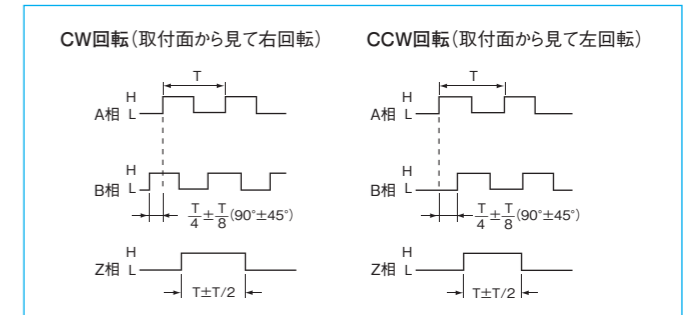 CW回転(取付面から見て右回転)
T
H
A相 L
H
B相 L
T/4±T/8(90°±45°)
H
Z相 L
T±T/2
CCW回転(取付面から見て左回転)
T
H
A相 L
H
B相 L
T/4±T/8(90°±45°)
H
Z相 L
T±T/2